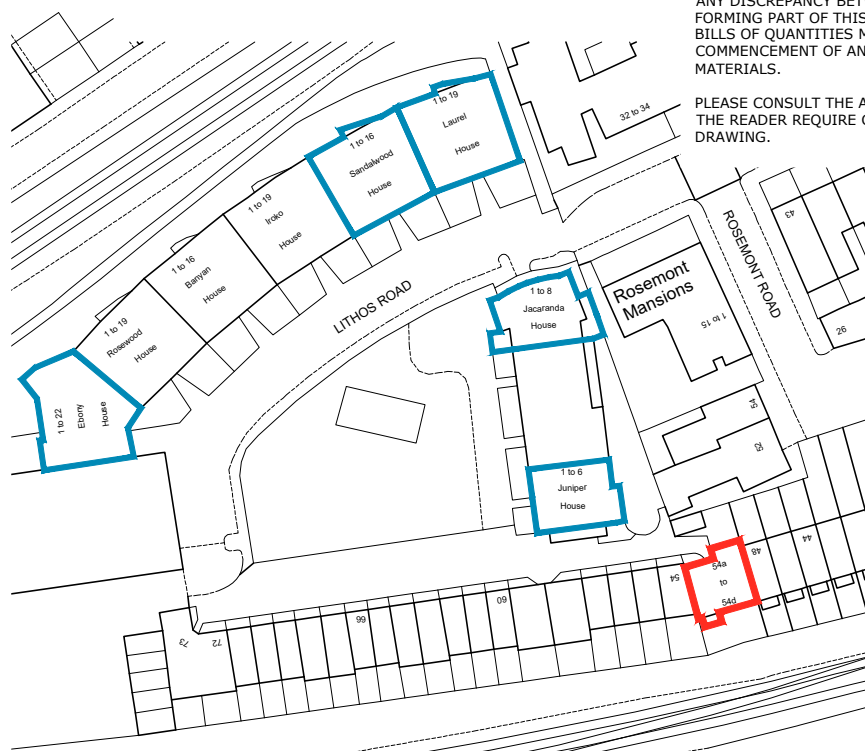 ANY DISCREPANCY BET
FORMING PART OF THIS
BILLS OF QUANTITIES M
COMMENCEMENT OF AN
MATERIALS.
PLEASE CONSULT THE A
THE READER REQUIRE C
DRAWING.
32 to 34
1 to 19
Laurel
House
1 to 16
Sandalwood
House
1 to 19
Iroko
House
1 to 16
Banyan
House
1 to 19
Rosewood
House
1 to 22
Ebony
House
LITHOS ROAD
1 to 8
Jacaranda
House
Rosemont
Mansions
1 to 15
ROSEMONT ROAD
43
26
54
53
1 to 6
Juniper
House
54a
to
54d
48
44
54
60
66
72
73